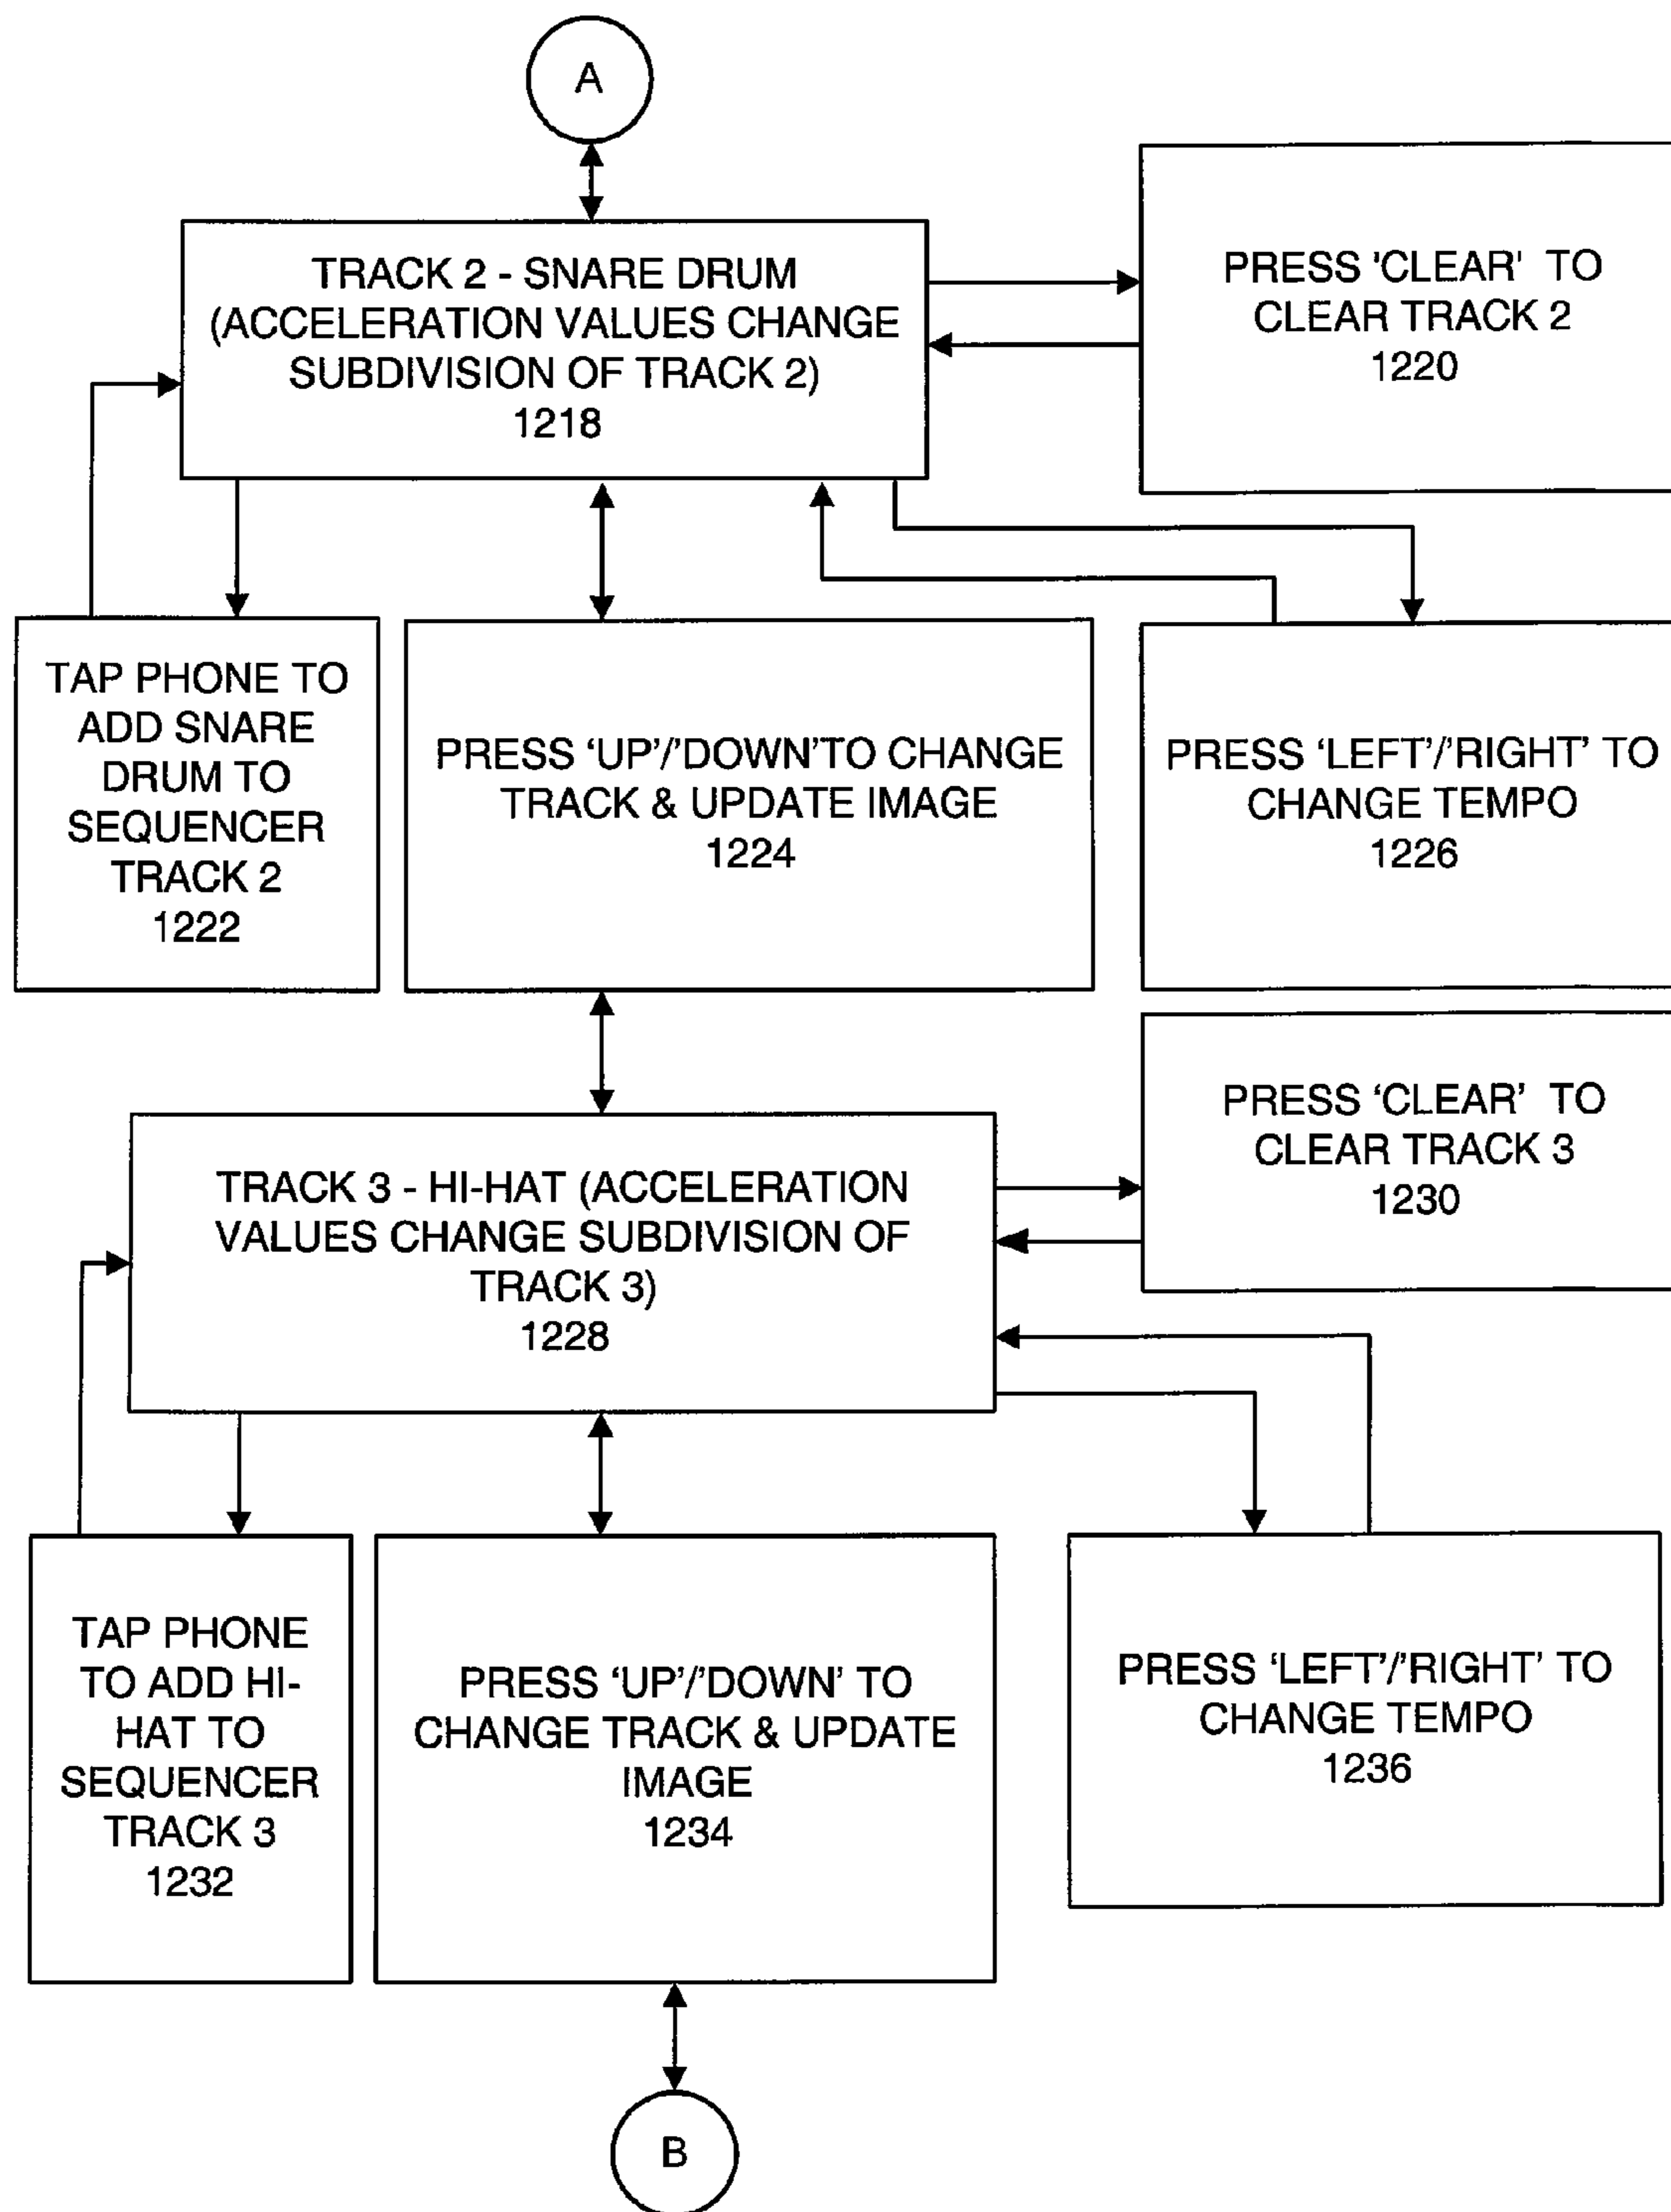 A
TRACK 2 - SNARE DRUM
(ACCELERATION VALUES CHANGE
SUBDIVISION OF TRACK 2)
1218
PRESS 'CLEAR' TO
CLEAR TRACK 2
1220
TAP PHONE TO
ADD SNARE
DRUM TO
SEQUENCER
TRACK 2
1222
PRESS ‘UP’/’DOWN’TO CHANGE
TRACK & UPDATE IMAGE
1224
PRESS ‘LEFT’/’RIGHT’ TO
CHANGE TEMPO
1226
TRACK 3 - HI-HAT (ACCELERATION
VALUES CHANGE SUBDIVISION OF
TRACK 3)
1228
PRESS ‘CLEAR’ TO
CLEAR TRACK 3
1230
TAP PHONE
TO ADD HI-
HAT TO
SEQUENCER
TRACK 3
1232
PRESS ‘UP’/’DOWN’ TO
CHANGE TRACK & UPDATE
IMAGE
1234
PRESS ‘LEFT’/’RIGHT’ TO
CHANGE TEMPO
1236
B